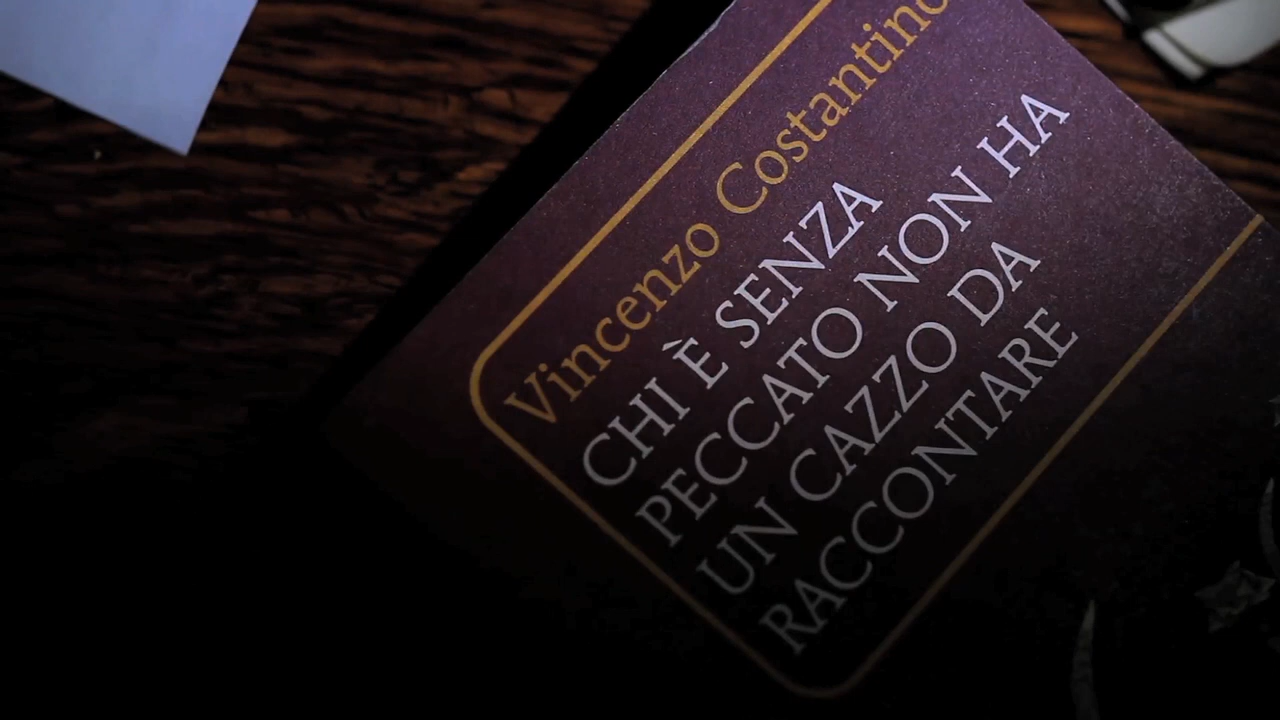 Vincenzo Costantino
CHI È SENZA
PECCATO NON HA
UN CAZZO DA
RACCONTARE